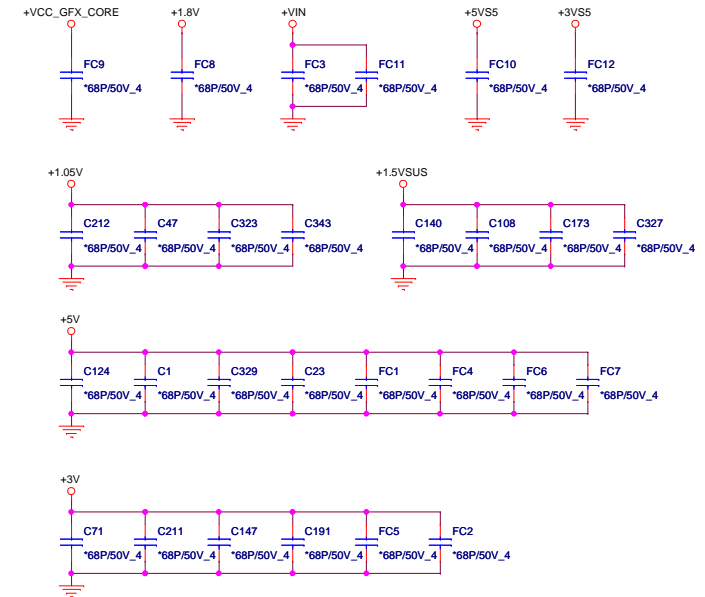 +VCC_GFX_CORE +1.8V +VIN +5VS5 +3VS5
FC9 FC8 FC3 FC11 FC10 FC12
*68P/50V_4 *68P/50V_4 *68P/50V_4 *68P/50V_4 *68P/50V_4 *68P/50V_4
+1.05V +1.5VSUS
C212 C47 C323 C343 C140 C108 C173 C327
*68P/50V_4 *68P/50V_4 *68P/50V_4 *68P/50V_4 *68P/50V_4 *68P/50V_4 *68P/50V_4 *68P/50V_4
+5V
C124 C1 C329 C23 FC1 FC4 FC6 FC7
*68P/50V_4 *68P/50V_4 *68P/50V_4 *68P/50V_4 *68P/50V_4 *68P/50V_4 *68P/50V_4 *68P/50V_4
+3V
C71 C211 C147 C191 FC5 FC2
*68P/50V_4 *68P/50V_4 *68P/50V_4 *68P/50V_4 *68P/50V_4 *68P/50V_4